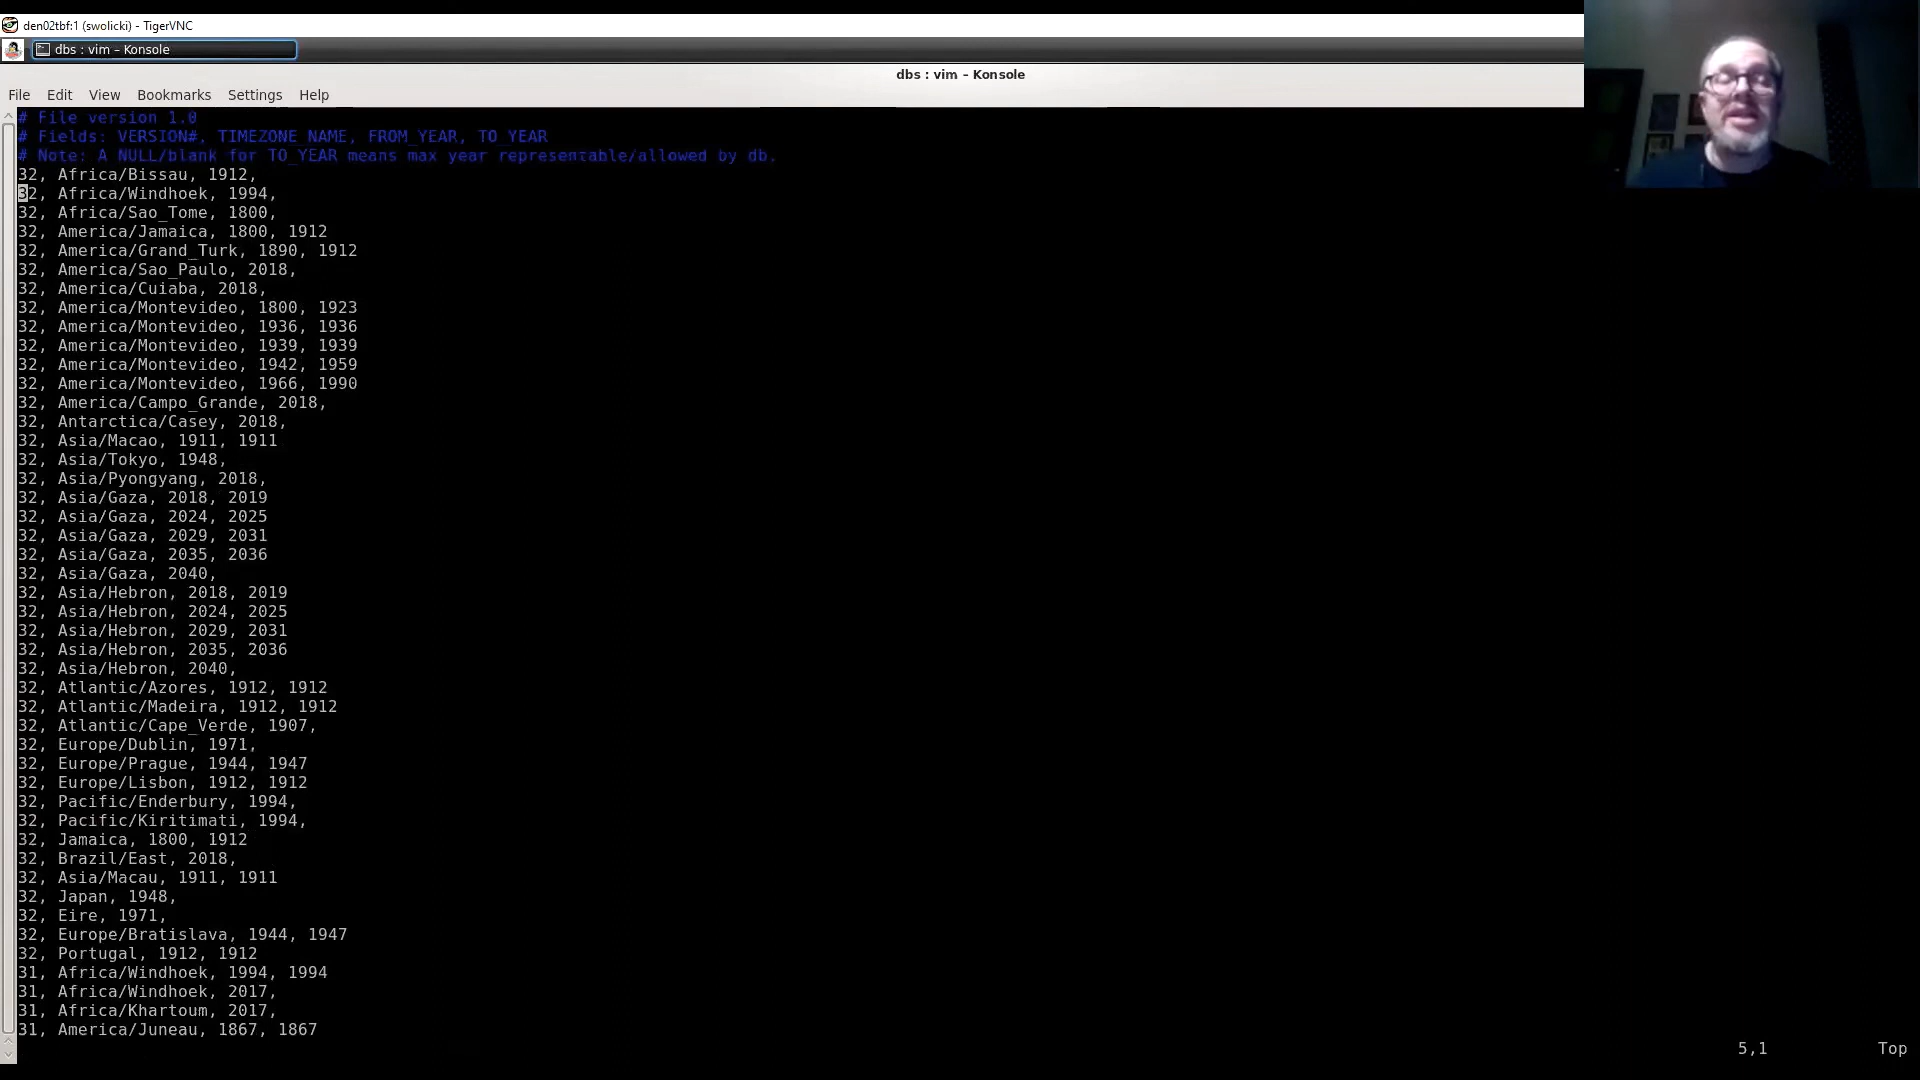 den02tbf:1 (swolicki) - TigerVNC
dbs : vim – Konsole
dbs : vim – Konsole
File Edit View Bookmarks Settings Help
# File version 1.0
# Fields: VERSION#, TIMEZONE_NAME, FROM_YEAR, TO_YEAR
# Note: A NULL/blank for TO_YEAR means max year representable/allowed by db.
32, Africa/Bissau, 1912,
32, Africa/Windhoek, 1994,
32, Africa/Sao_Tome, 1800,
32, America/Jamaica, 1800, 1912
32, America/Grand_Turk, 1890, 1912
32, America/Sao_Paulo, 2018,
32, America/Cuiaba, 2018,
32, America/Montevideo, 1800, 1923
32, America/Montevideo, 1936, 1936
32, America/Montevideo, 1939, 1939
32, America/Montevideo, 1942, 1959
32, America/Montevideo, 1966, 1990
32, America/Campo_Grande, 2018,
32, Antarctica/Casey, 2018,
32, Asia/Macao, 1911, 1911
32, Asia/Tokyo, 1948,
32, Asia/Pyongyang, 2018,
32, Asia/Gaza, 2018, 2019
32, Asia/Gaza, 2024, 2025
32, Asia/Gaza, 2029, 2031
32, Asia/Gaza, 2035, 2036
32, Asia/Gaza, 2040,
32, Asia/Hebron, 2018, 2019
32, Asia/Hebron, 2024, 2025
32, Asia/Hebron, 2029, 2031
32, Asia/Hebron, 2035, 2036
32, Asia/Hebron, 2040,
32, Atlantic/Azores, 1912, 1912
32, Atlantic/Madeira, 1912, 1912
32, Atlantic/Cape_Verde, 1907,
32, Europe/Dublin, 1971,
32, Europe/Prague, 1944, 1947
32, Europe/Lisbon, 1912, 1912
32, Pacific/Enderbury, 1994,
32, Pacific/Kiritimati, 1994,
32, Jamaica, 1800, 1912
32, Brazil/East, 2018,
32, Asia/Macau, 1911, 1911
32, Japan, 1948,
32, Eire, 1971,
32, Europe/Bratislava, 1944, 1947
32, Portugal, 1912, 1912
31, Africa/Windhoek, 1994, 1994
31, Africa/Windhoek, 2017,
31, Africa/Khartoum, 2017,
31, America/Juneau, 1867, 1867
5,1 Top